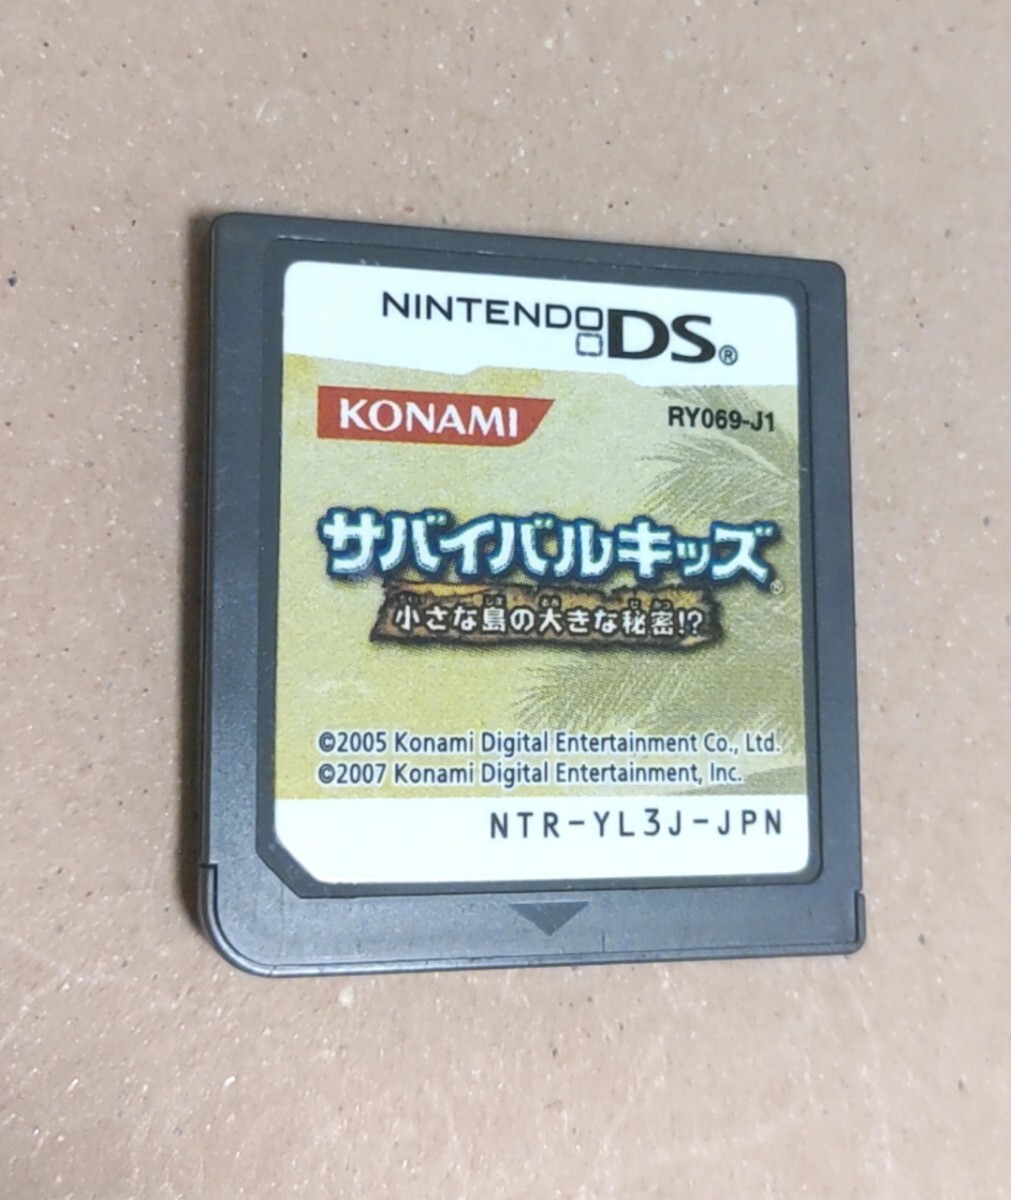 NINTENDO DS®
KONAMI
RY069-J1
サバイバルキッズ®
小さな島の大きな秘密!?
©2005 Konami Digital Entertainment Co., Ltd.
©2007 Konami Digital Entertainment, Inc.
NTR-YL3J-JPN